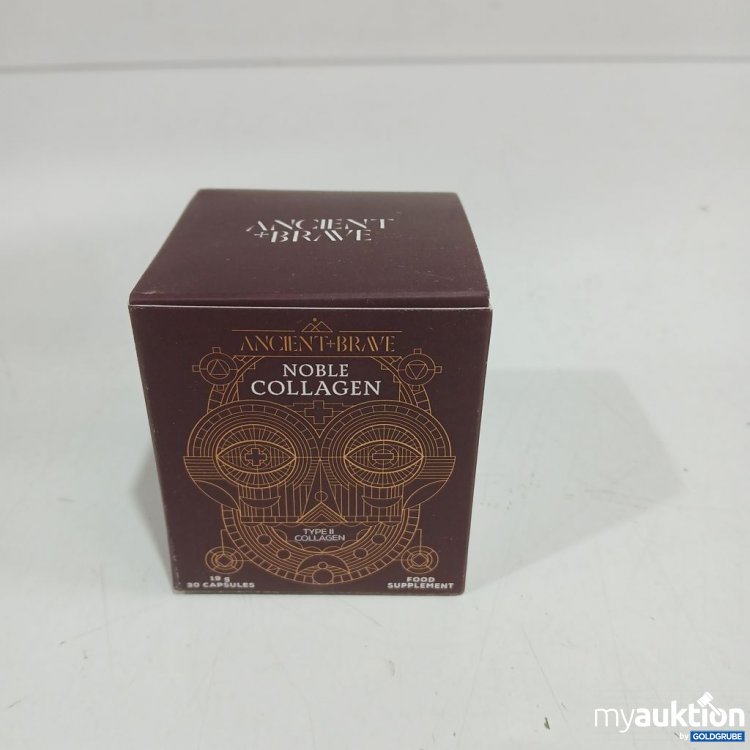 ANCIENT
+BRAVE
ANCIENT+BRAVE
NOBLE
COLLAGEN
TYPE II
COLLAGEN
19 g
30 CAPSULES
FOOD
SUPPLEMENT
myauktion
by GOLDGRUBE